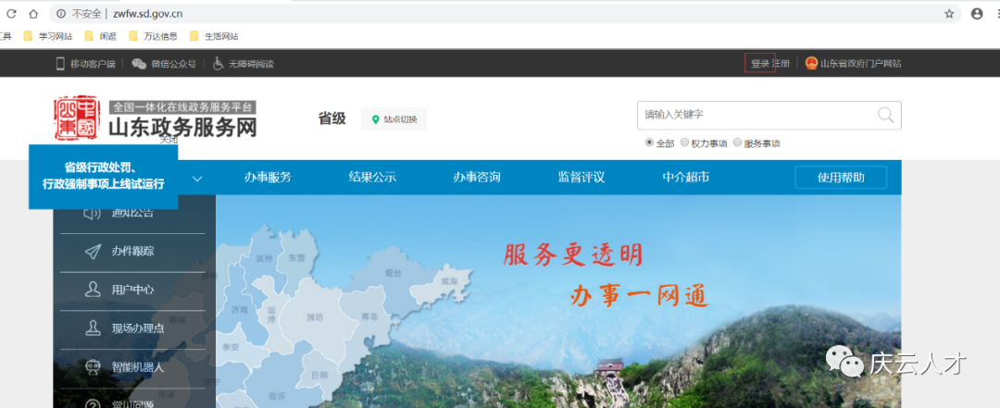 不安全 zwfw.sd.gov.cn
工具 学习网站 闲逛 万达信息 生活网站
移动客户端 微信公众号 无障碍阅读 登录 注册 山东省政府门户网站
中国山东
全国一体化在线政务服务平台
山东政务服务网
省级 站点切换
请输入关键字
全部 权力事项 服务事项
关闭
省级行政处罚、
行政强制事项上线试运行
办事服务 结果公示 办事咨询 监督评议 中介超市 使用帮助
通知公告
办件跟踪
用户中心
现场办理点
智能机器人
常见问题
滨州 东营
烟台
威海
济南 淄博 潍坊 青岛
泰安
日照
临沂
服务更透明
办事一网通
庆云人才